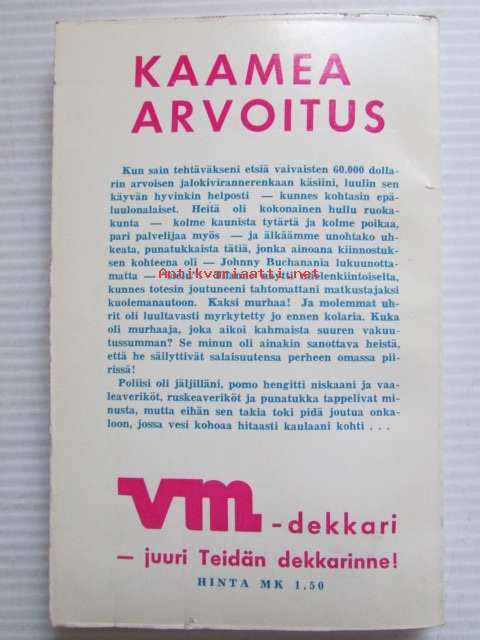 KAAMEA
ARVOITUS
Kun sain tehtäväkseni etsiä vaivaisten 60.000 dolla-
rin arvoisen jalokivirannerenkaan käsiini, luulin sen
käyvän hyvinkin helposti — kunnes kohtasin epä-
luulonalaiset. Heitä oli kokonainen hullu ruoka-
kunta — kolme kaunista tytärtä ja kolme poikaa,
pari palvelijaa myös — ja älkäämme unohtako uh-
keata, punatukkaista tätiä, jonka ainoana kiinnostuk-
sen kohteena oli — Johnny Buchanania lukuunotta-
matta — näytti mielenkiintoiselta,
Antikvariaatti.net
kunnes totesin joutuneeni tahtomattani matkustajaksi
kuolemanautoon. Kaksi murhaa! Ja molemmat uh-
rit oli luultavasti myrkytetty jo ennen kolaria. Kuka
oli murhaaja, joka aikoi kahmaista suuren vakuu-
tussumman? Se minun oli ainakin sanottava heistä,
että he säilyttivät salaisuutensa perheen omassa pii-
rissä!
Poliisi oli jäljilläni, pomo hengitti niskaani ja vaa-
leaveriköt, ruskeaveriköt ja punatukka tappelivat mi-
nusta, mutta eihän sen takia toki pidä joutua onka-
loon, jossa vesi kohoaa hitaasti kaulaani kohti . . .
vm -dekkari
— juuri Teidän dekkarinne!
HINTA MK 1,50